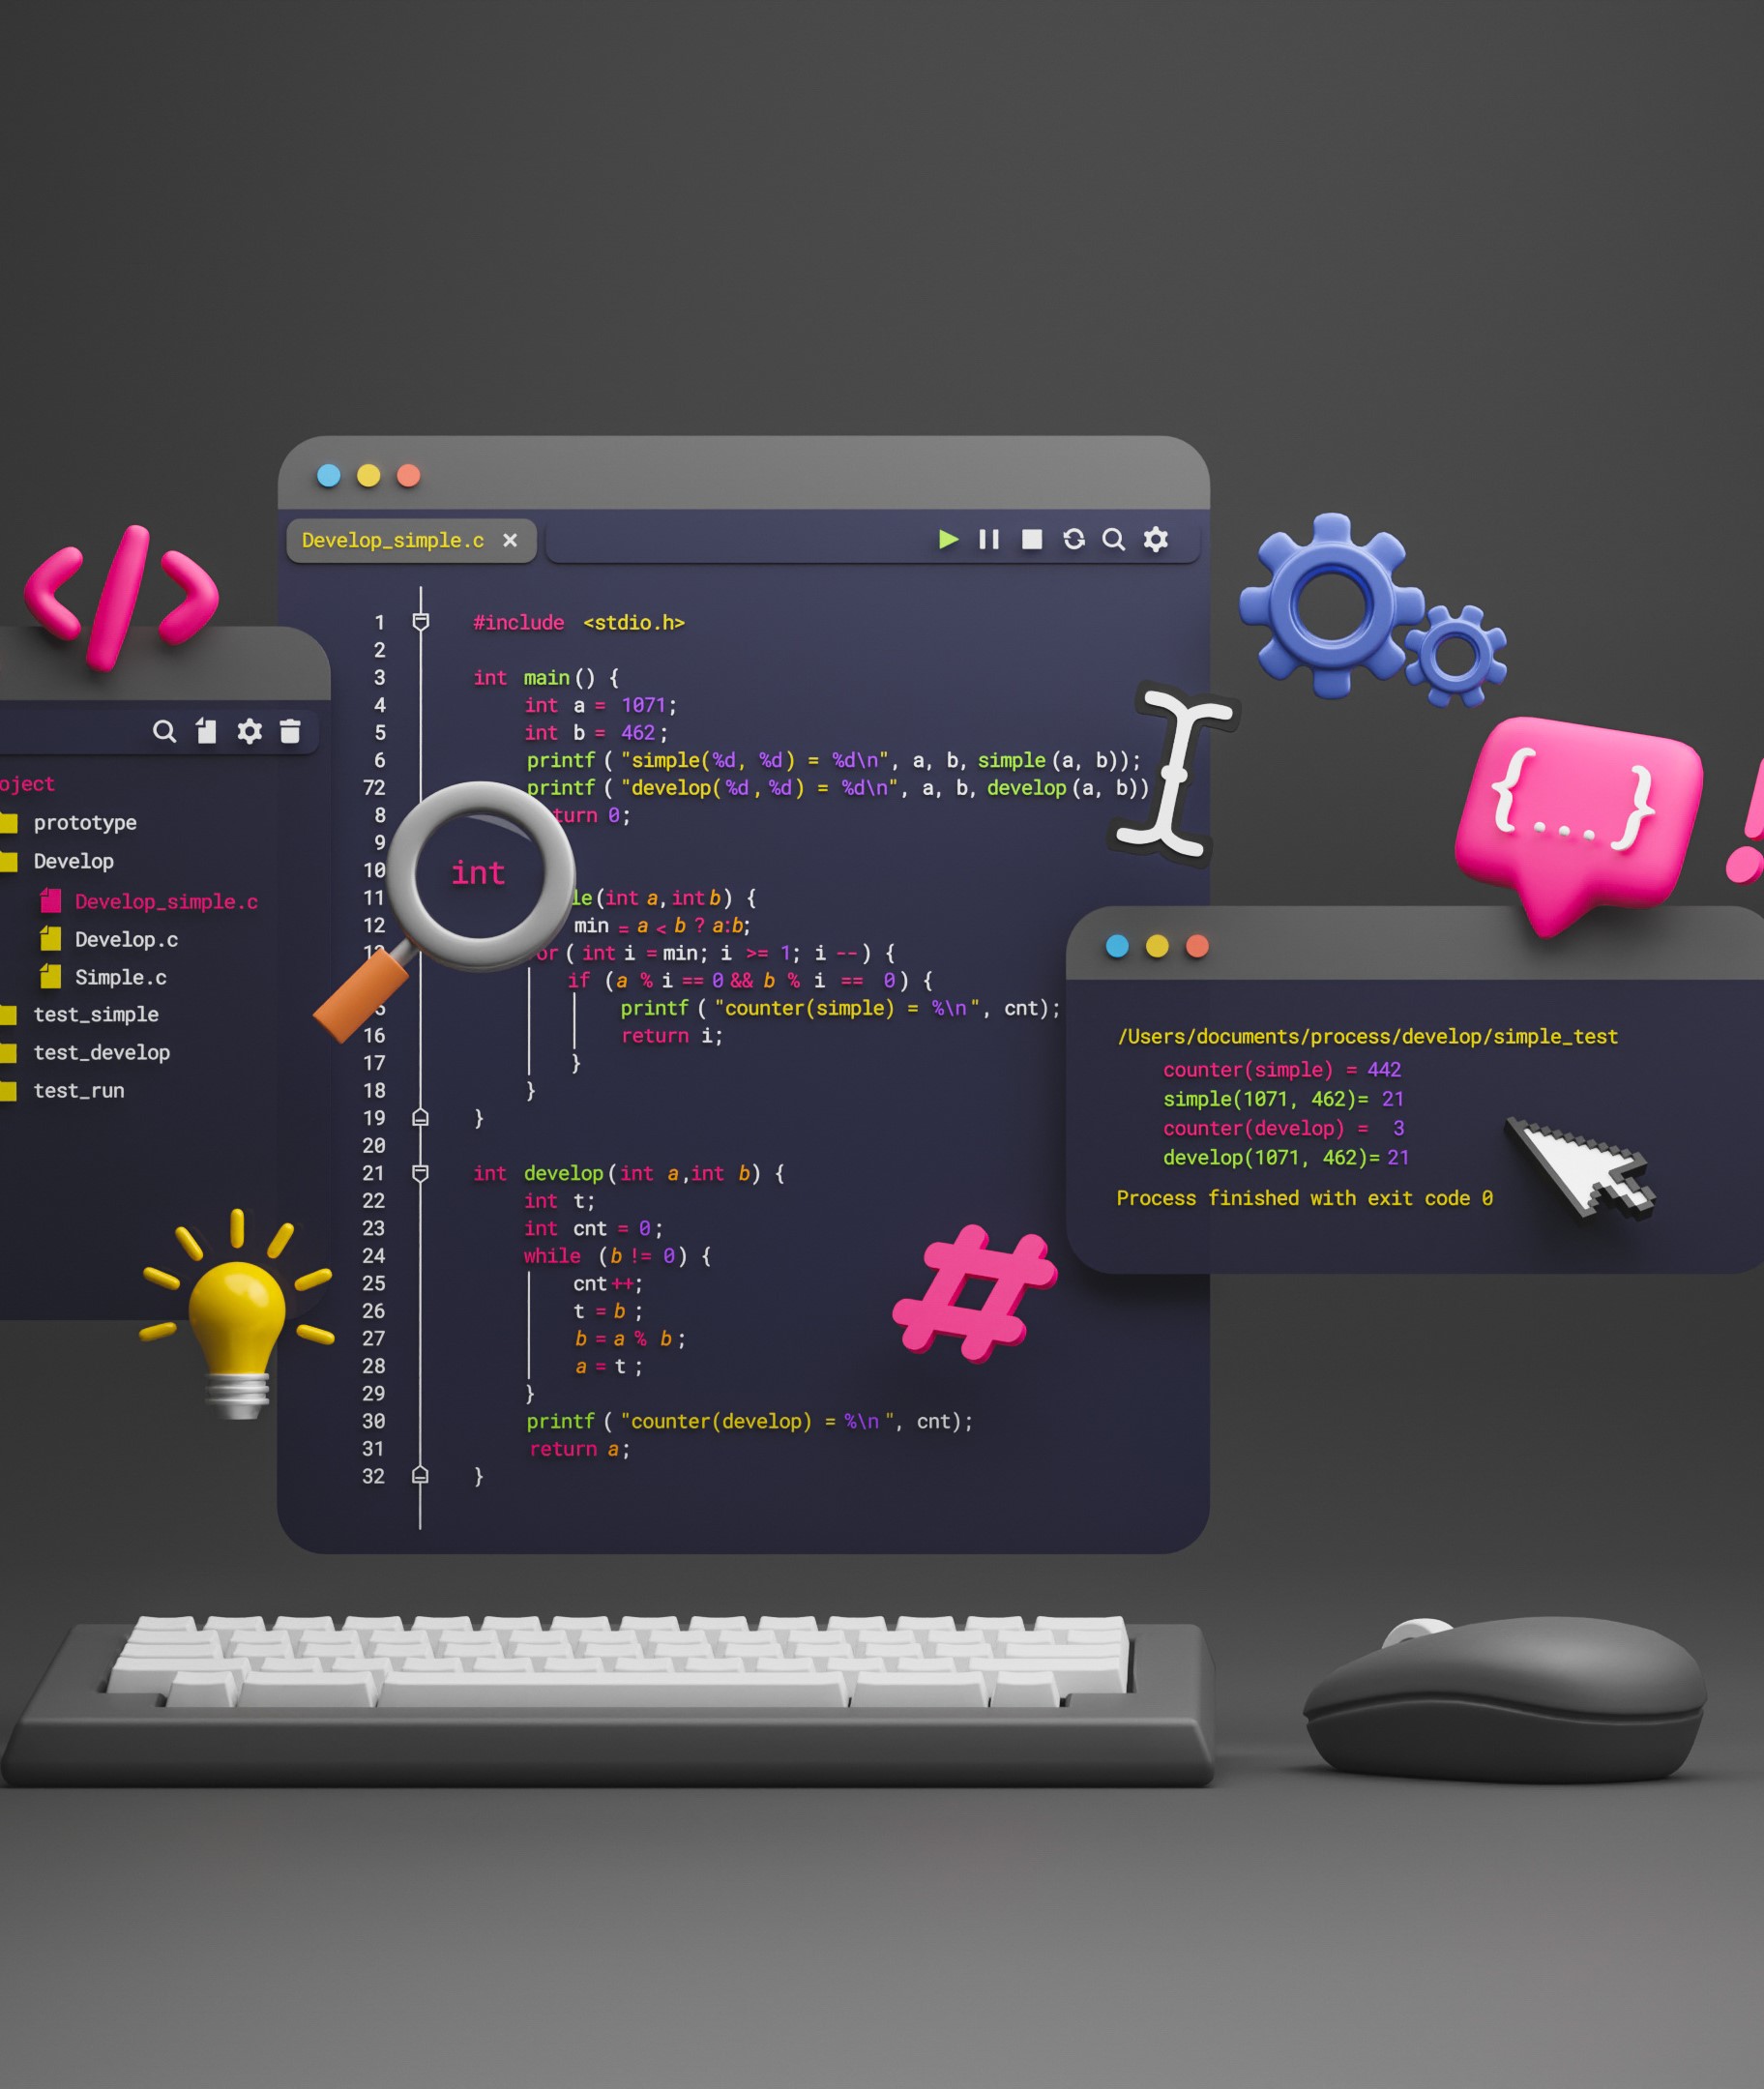 Develop_simple.c
1 #include <stdio.h>
2
3 int main() {
4 int a = 1071;
5 int b = 462;
6 printf ("simple(%d, %d) = %d\n", a, b, simple(a, b));
72 printf ("develop(%d,%d) = %d\n", a, b, develop(a, b))
8 turn 0;
9
10 int
11 le(int a,int b) {
12 min = a < b ? a:b;
or( int i = min; i >= 1; i --) {
if (a % i == 0 && b % i == 0) {
printf ("counter(simple) = %\n", cnt);
16 return i;
17 }
18 }
19 }
20
21 int develop(int a,int b) {
22 int t;
23 int cnt = 0;
24 while (b != 0) {
25 cnt++;
26 t = b ;
27 b = a % b ;
28 a = t ;
29 }
30 printf ("counter(develop) = %\n ", cnt);
31 return a;
32 }
</>
oject
prototype
Develop
Develop_simple.c
Develop.c
Simple.c
test_simple
test_develop
test_run
{...}
!
/Users/documents/process/develop/simple_test
counter(simple) = 442
simple(1071, 462)= 21
counter(develop) = 3
develop(1071, 462)= 21
Process finished with exit code 0
#